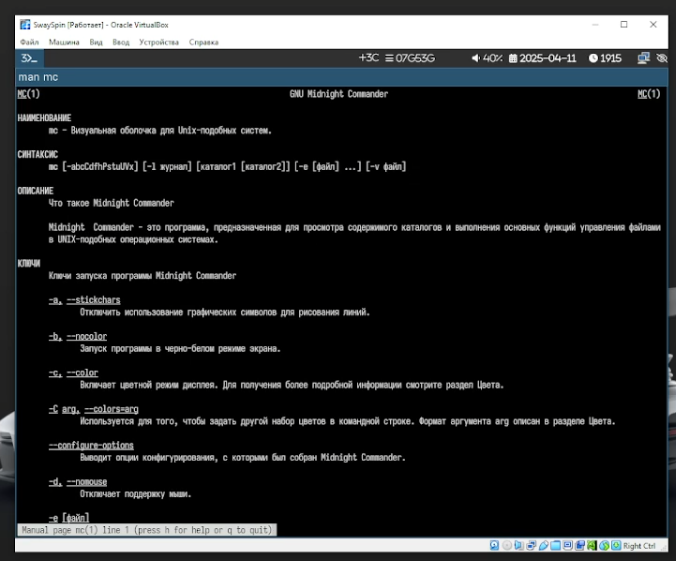 SwaySpin [Работает] - Oracle VirtualBox
Файл Машина Вид Ввод Устройства Справка
+3C 07G53G 40% 2025-04-11 1915
man mc
MC(1) GNU Midnight Commander MC(1)
НАИМЕНОВАНИЕ
mc - Визуальная оболочка для Unix-подобных систем.
СИНТАКСИС
mc [-abcCdfhPstuUVx] [-l журнал] [каталог1 [каталог2]] [-e [файл] ...] [-v файл]
ОПИСАНИЕ
Что такое Midnight Commander
Midnight Commander - это программа, предназначенная для просмотра содержимого каталогов и выполнения основных функций управления файлами
в UNIX-подобных операционных системах.
КЛЮЧИ
Ключи запуска программы Midnight Commander
-a, --stickchars
Отключить использование графических символов для рисования линий.
-b, --nocolor
Запуск программы в черно-белом режиме экрана.
-c, --color
Включает цветной режим дисплея. Для получения более подробной информации смотрите раздел Цвета.
-C arg, --colors=arg
Используется для того, чтобы задать другой набор цветов в командной строке. Формат аргумента arg описан в разделе Цвета.
--configure-options
Выводит опции конфигурирования, с которыми был собран Midnight Commander.
-d, --nomouse
Отключает поддержку мыши.
-e [файл]
Manual page mc(1) line 1 (press h for help or q to quit)
Right Ctrl